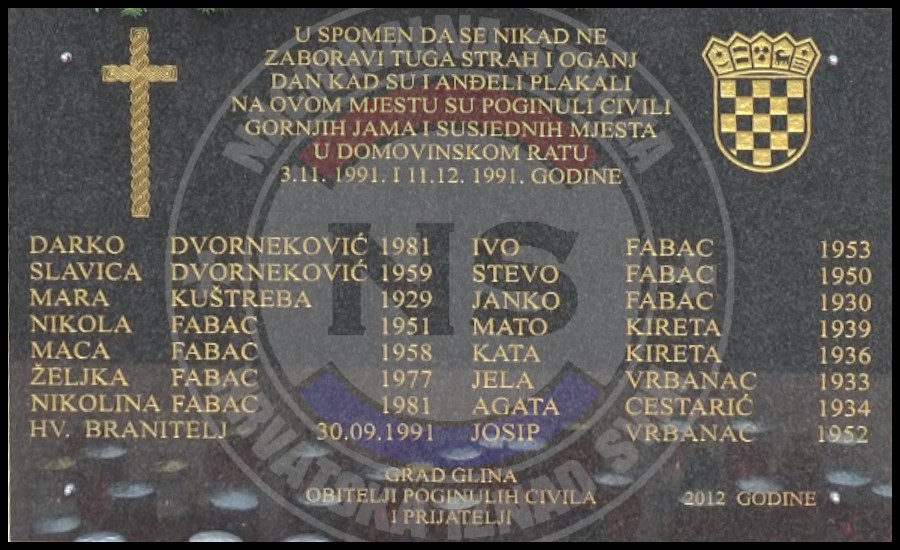 U SPOMEN DA SE NIKAD NE
ZABORAVI TUGA STRAH I OGANJ
DAN KAD SU I ANĐELI PLAKALI
NA OVOM MJESTU SU POGINULI CIVILI
GORNJIH JAMA I SUSJEDNIH MJESTA
U DOMOVINSKOM RATU
3.11. 1991. I 11.12. 1991. GODINE
DARKO DVORNEKOVIĆ 1981 IVO FABAC 1953
SLAVICA DVORNEKOVIĆ 1959 STEVO FABAC 1950
MARA KUŠTREBA 1929 JANKO FABAC 1930
NIKOLA FABAC 1951 MATO KIRETA 1939
MACA FABAC 1958 KATA KIRETA 1936
ŽELJKA FABAC 1977 JELA VRBANAC 1933
NIKOLINA FABAC 1981 AGATA CESTARIĆ 1934
HV. BRANITELJ 30.09.1991 JOSIP VRBANAC 1952
GRAD GLINA
OBITELJI POGINULIH CIVILA 2012 GODINE
I PRIJATELJI
NS